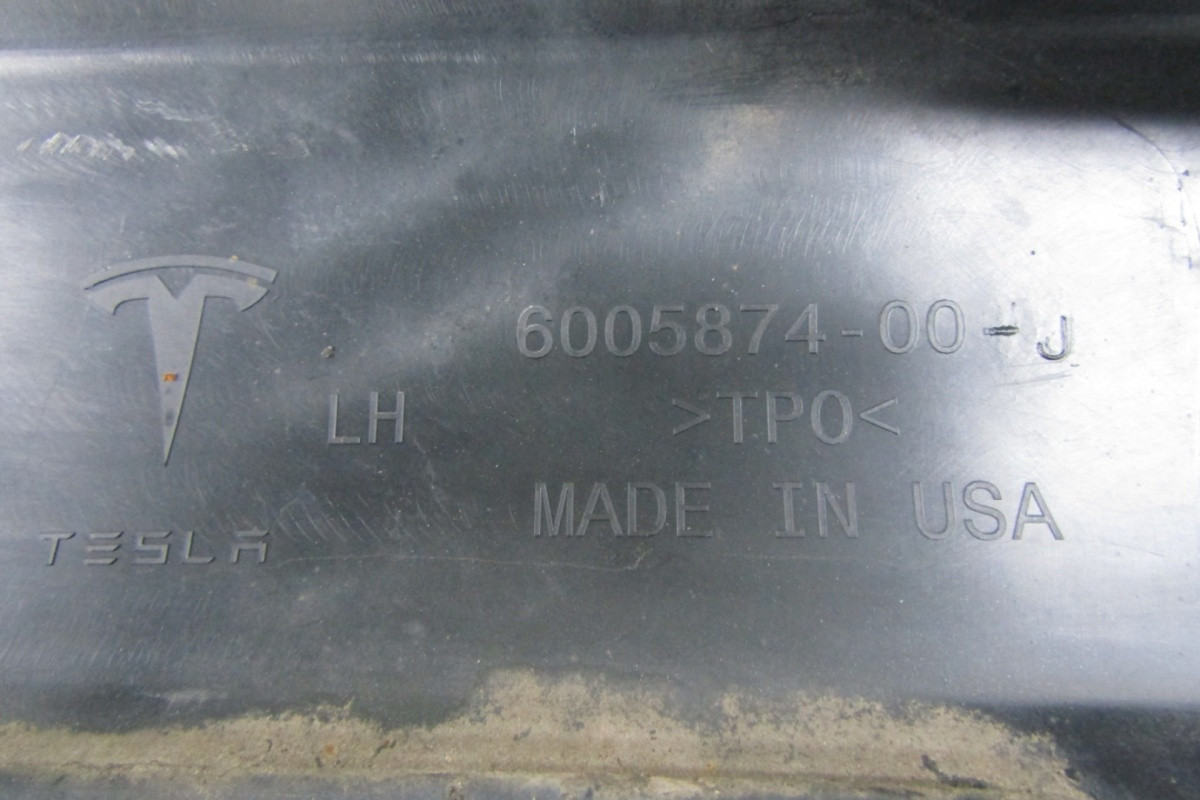 6005874-00-J
LH >TPO<
TESLA MADE IN USA